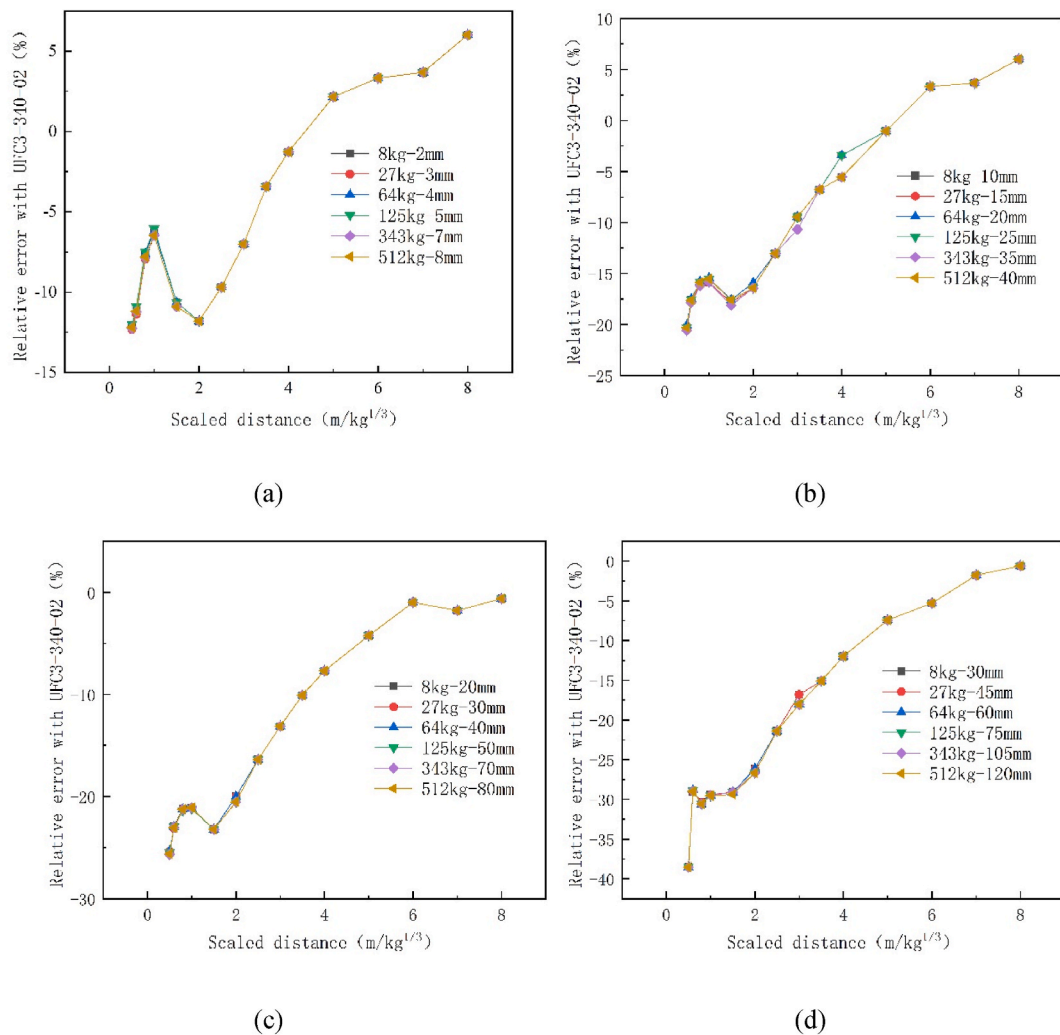 Relative error with UFC3-340-02 (%)
5
0
-5
-10
-15
8kg-2mm
27kg-3mm
64kg-4mm
125kg-5mm
343kg-7mm
512kg-8mm
0 2 4 6 8
Scaled distance (m/kg1/3)
(a)
Relative error with UFC3-340-02 (%)
10
5
0
-5
-10
-15
-20
-25
8kg-10mm
27kg-15mm
64kg-20mm
125kg-25mm
343kg-35mm
512kg-40mm
0 2 4 6 8
Scaled distance (m/kg1/3)
(b)
Relative error with UFC3-340-02 (%)
0
-10
-20
-30
8kg-20mm
27kg-30mm
64kg-40mm
125kg-50mm
343kg-70mm
512kg-80mm
0 2 4 6 8
Scaled distance (m/kg1/3)
(c)
Relative error with UFC3-340-02 (%)
0
-5
-10
-15
-20
-25
-30
-35
-40
8kg-30mm
27kg-45mm
64kg-60mm
125kg-75mm
343kg-105mm
512kg-120mm
0 2 4 6 8
Scaled distance (m/kg1/3)
(d)